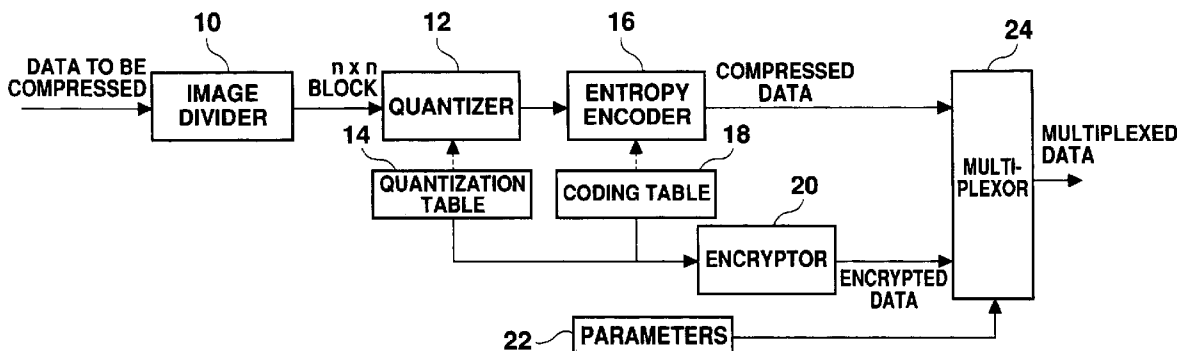 10
12
16
24
DATA TO BE
COMPRESSED
IMAGE
DIVIDER
n x n
BLOCK
QUANTIZER
ENTROPY
ENCODER
COMPRESSED
DATA
MULTI-
PLEXOR
MULTIPLEXED
DATA
14
QUANTIZATION
TABLE
18
CODING TABLE
20
ENCRYPTOR
ENCRYPTED
DATA
22
PARAMETERS